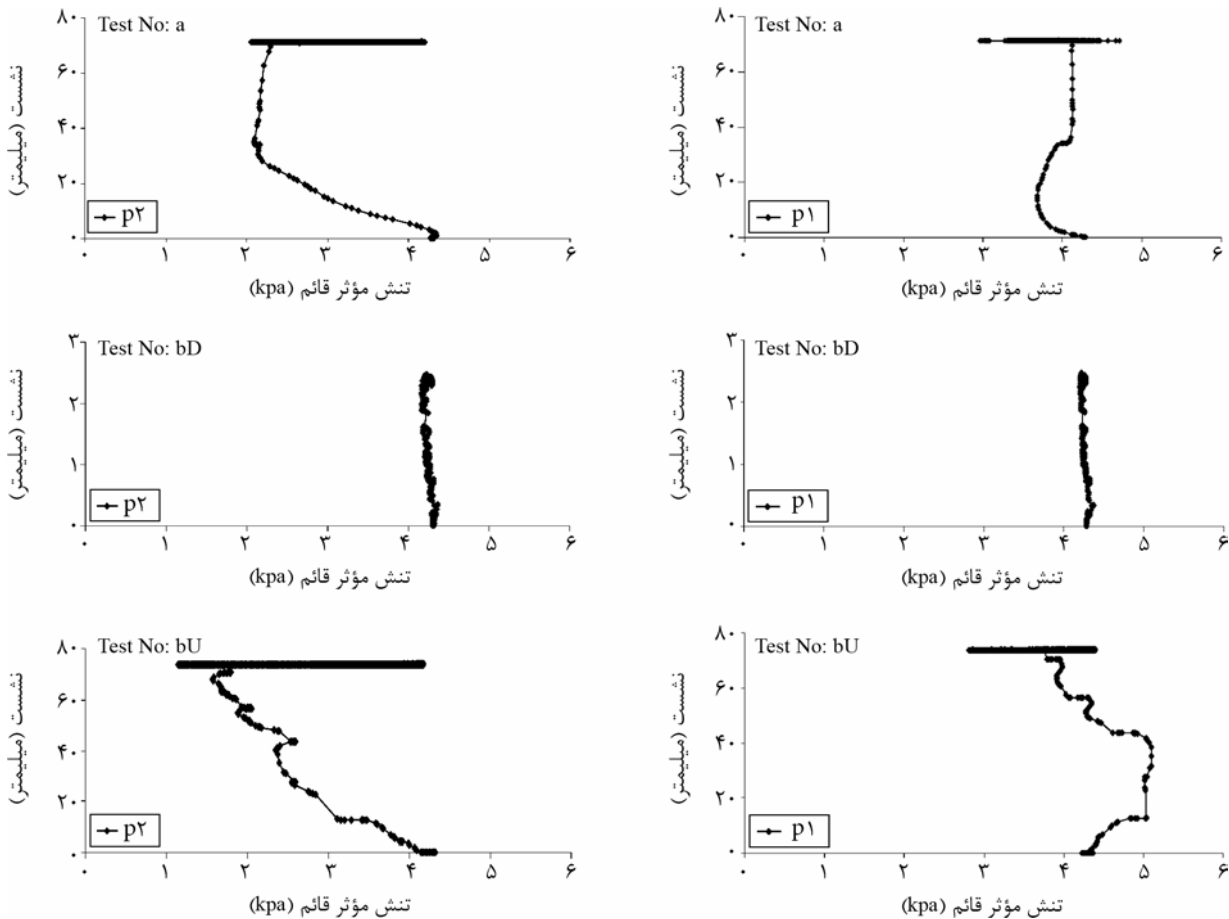 Test No: a
۸۰
۶۰
۴۰
۲۰
۰
نشست (میلیمتر)
p۲
۰ ۱ ۲ ۳ ۴ ۵ ۶
تنش مؤثر قائم (kpa)
Test No: a
۸۰
۶۰
۴۰
۲۰
۰
نشست (میلیمتر)
p۱
۰ ۱ ۲ ۳ ۴ ۵ ۶
تنش مؤثر قائم (kpa)
Test No: bD
۳
۲
۱
۰
نشست (میلیمتر)
p۲
۰ ۱ ۲ ۳ ۴ ۵ ۶
تنش مؤثر قائم (kpa)
Test No: bD
۳
۲
۱
۰
نشست (میلیمتر)
p۱
۰ ۱ ۲ ۳ ۴ ۵ ۶
تنش مؤثر قائم (kpa)
Test No: bU
۸۰
۶۰
۴۰
۲۰
۰
نشست (میلیمتر)
p۲
۰ ۱ ۲ ۳ ۴ ۵ ۶
تنش مؤثر قائم (kpa)
Test No: bU
۸۰
۶۰
۴۰
۲۰
۰
نشست (میلیمتر)
p۱
۰ ۱ ۲ ۳ ۴ ۵ ۶
تنش مؤثر قائم (kpa)